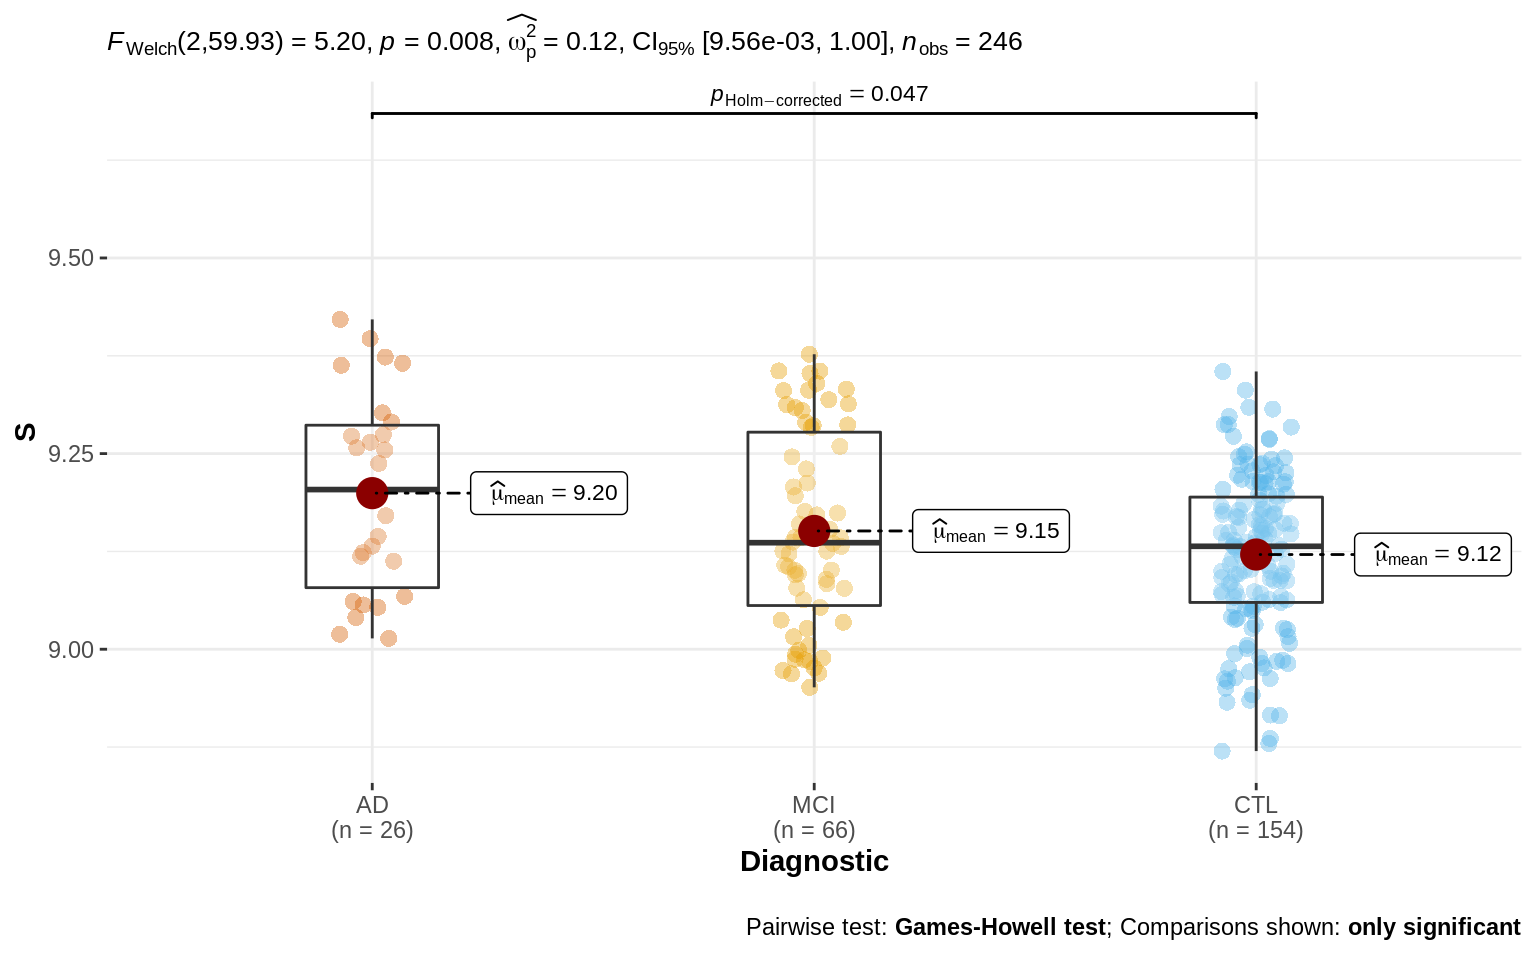 F Welch(2,59.93) = 5.20, p = 0.008, ω̂²p = 0.12, CI95% [9.56e-03, 1.00], nobs = 246
pHolm−corrected = 0.047
9.50
9.25
9.00
S
μ̂mean = 9.20
μ̂mean = 9.15
μ̂mean = 9.12
AD
(n = 26)
MCI
(n = 66)
CTL
(n = 154)
Diagnostic
Pairwise test: Games-Howell test; Comparisons shown: only significant